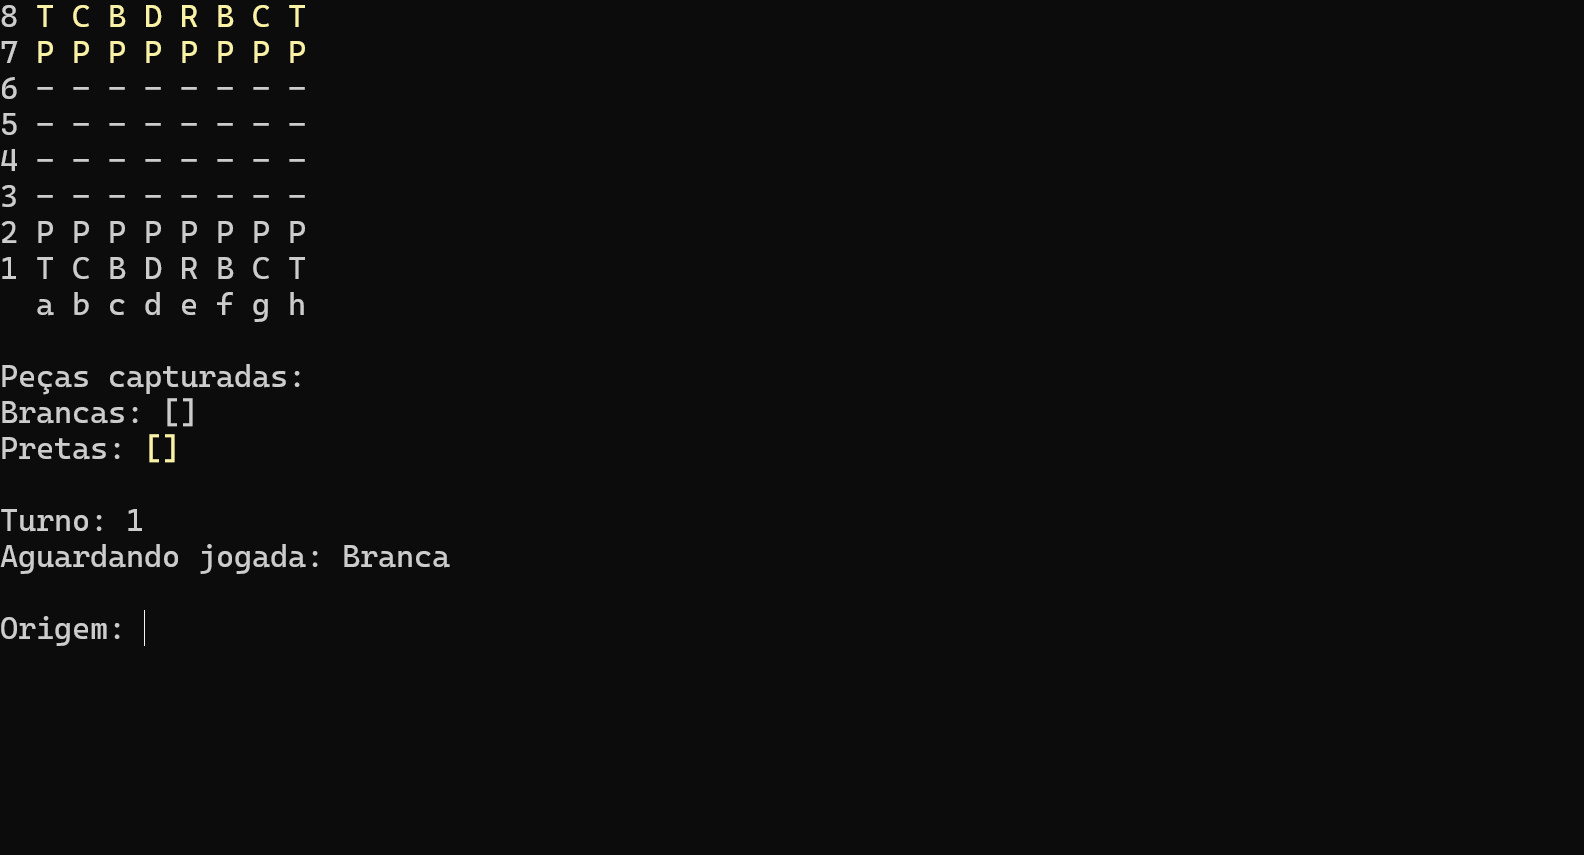 8 T C B D R B C T
7 P P P P P P P P
6 - - - - - - - -
5 - - - - - - - -
4 - - - - - - - -
3 - - - - - - - -
2 P P P P P P P P
1 T C B D R B C T
a b c d e f g h
Peças capturadas:
Brancas: []
Pretas: []
Turno: 1
Aguardando jogada: Branca
Origem: